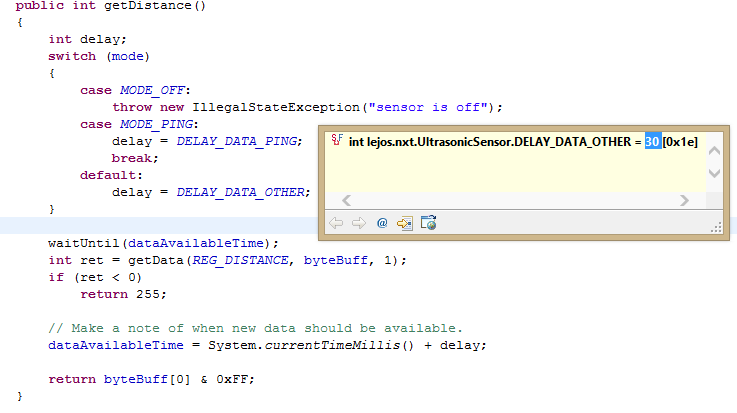 public int getDistance()
{
int delay;
switch (mode)
{
case MODE_OFF:
throw new IllegalStateException("sensor is off");
case MODE_PING:
delay = DELAY_DATA_PING;
break;
default:
delay = DELAY_DATA_OTHER;
}
int lejos.nxt.UltrasonicSensor.DELAY_DATA_OTHER = 30 [0x1e]
waitUntil(dataAvailableTime);
int ret = getData(REG_DISTANCE, byteBuff, 1);
if (ret < 0)
return 255;
// Make a note of when new data should be available.
dataAvailableTime = System.currentTimeMillis() + delay;
return byteBuff[0] & 0xFF;
}